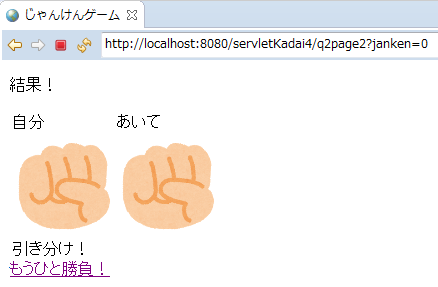 じゃんけんゲーム
http://localhost:8080/servletKadai4/q2page2?janken=0
結果！
自分 あいて
引き分け！
もうひと勝負！